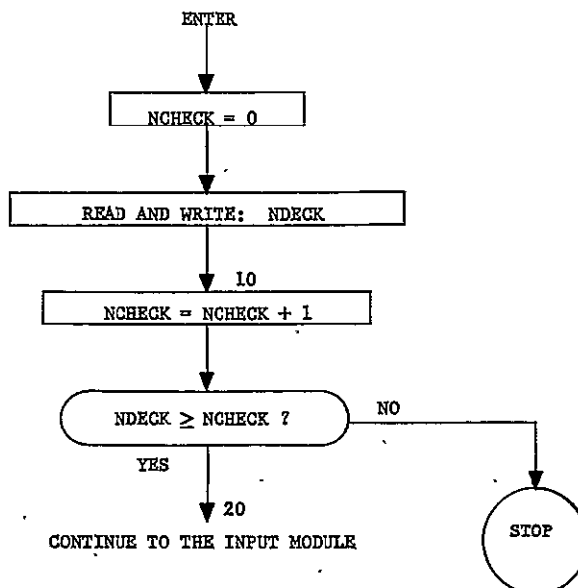 ENTER
NCHECK = 0
READ AND WRITE: NDECK
10
NCHECK = NCHECK + 1
NDECK ≥ NCHECK ?
NO
YES
20
STOP
CONTINUE TO THE INPUT MODULE